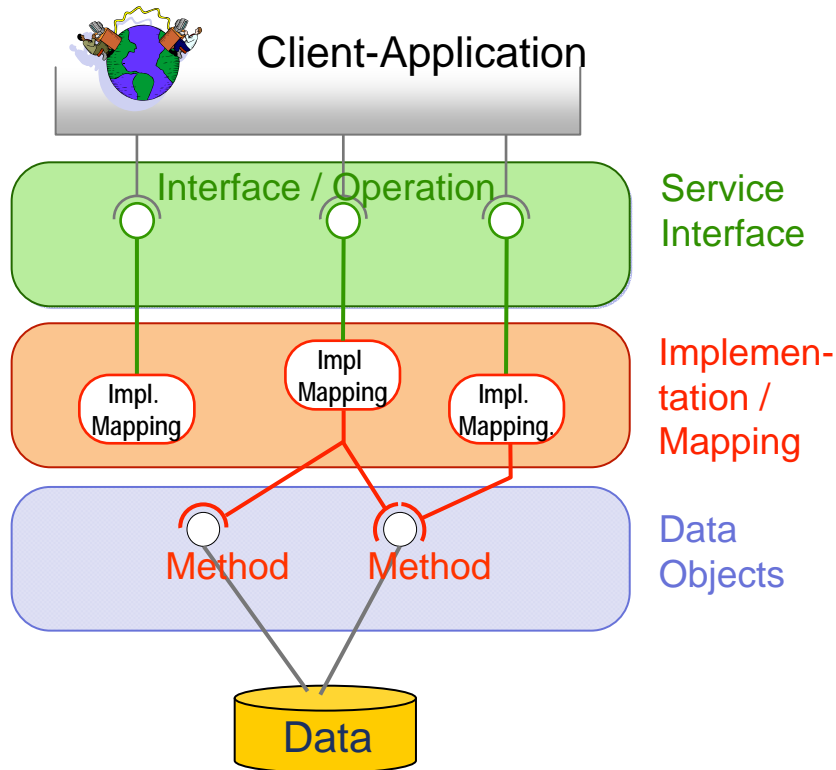 Client-Application
Interface / Operation
Service
Interface
Impl.
Mapping
Impl
Mapping
Impl.
Mapping.
Implemen-
tation /
Mapping
Method
Method
Data
Objects
Data